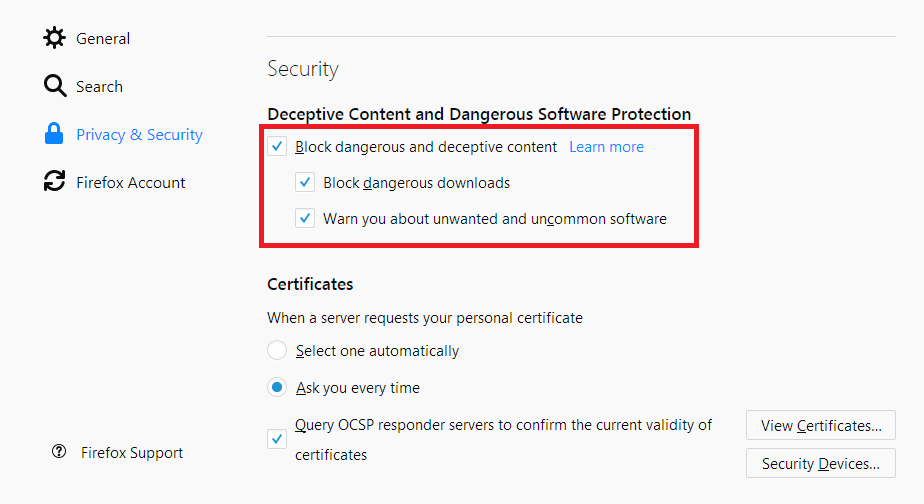 General
Search
Privacy & Security
Firefox Account
Firefox Support
Security
Deceptive Content and Dangerous Software Protection
Block dangerous and deceptive content Learn more
Block dangerous downloads
Warn you about unwanted and uncommon software
Certificates
When a server requests your personal certificate
Select one automatically
Ask you every time
Query OCSP responder servers to confirm the current validity of
certificates
View Certificates...
Security Devices...